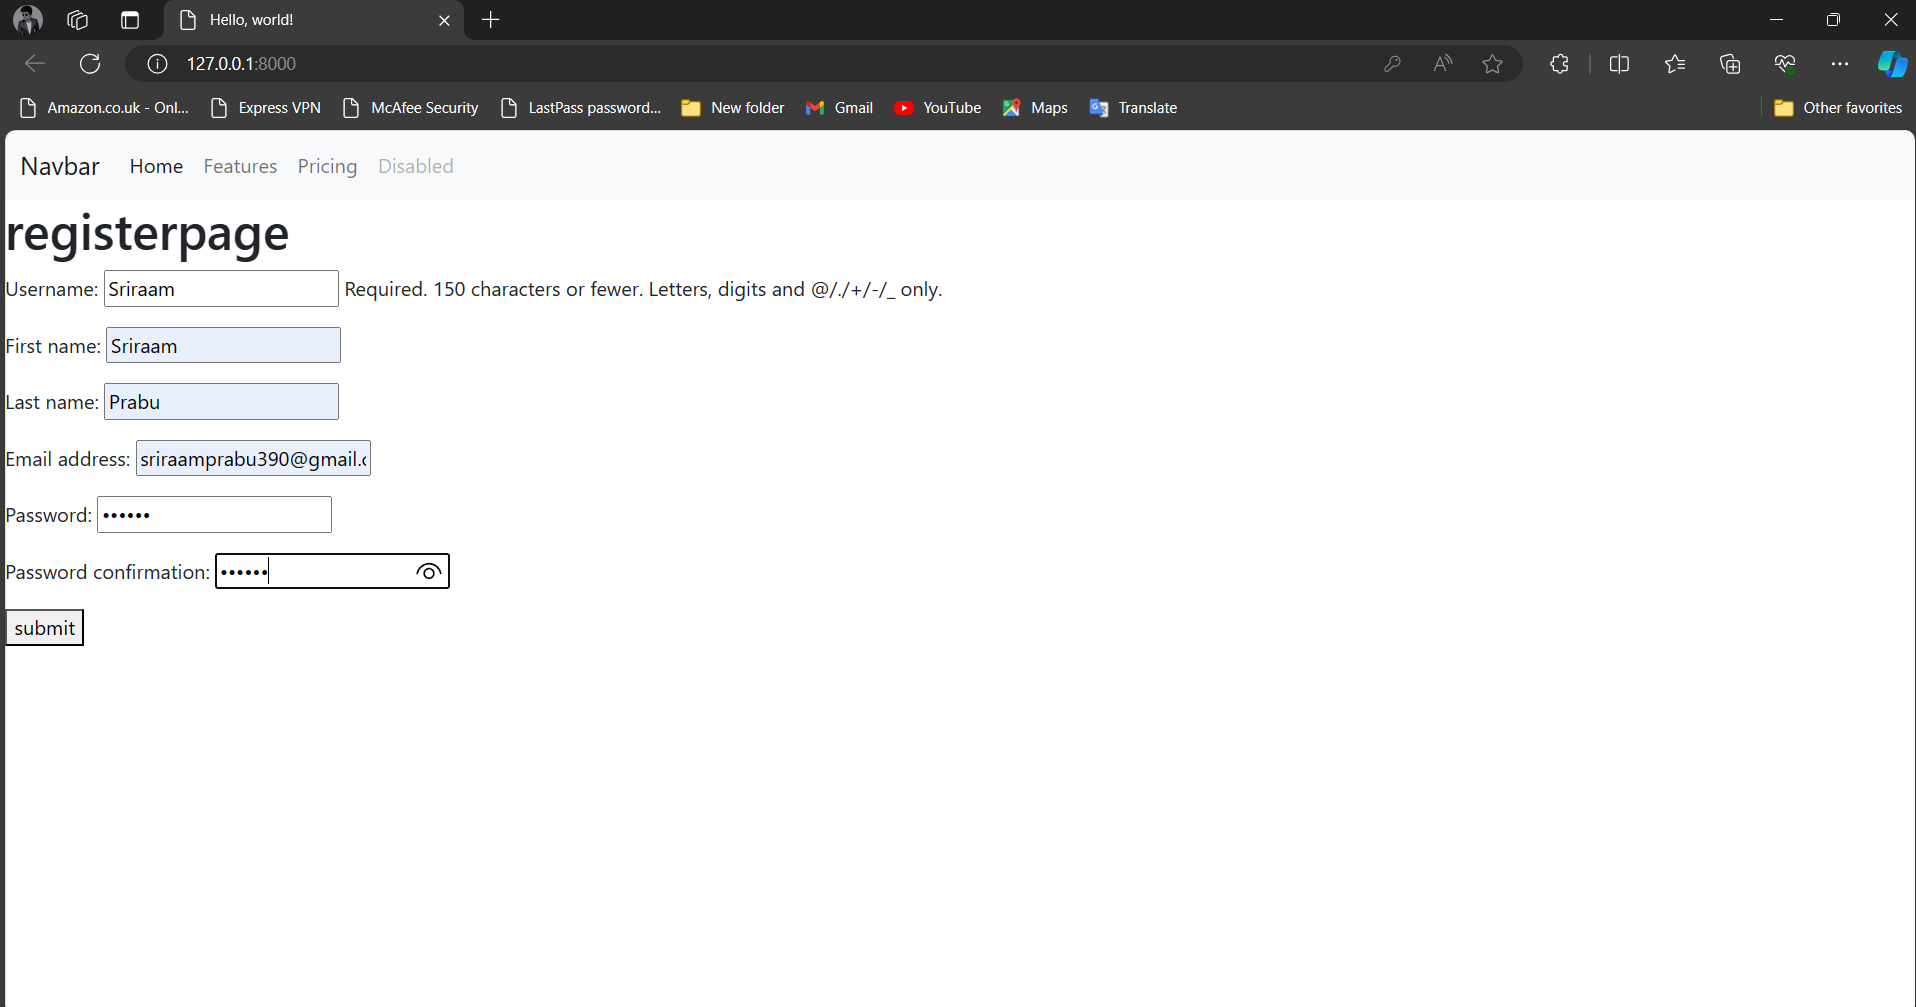 Hello, world!
127.0.0.1:8000
Amazon.co.uk - Onl... Express VPN McAfee Security LastPass password... New folder Gmail YouTube Maps Translate Other favorites
Navbar Home Features Pricing Disabled
registerpage
Username: Sriraam Required. 150 characters or fewer. Letters, digits and @/./+/-/_ only.
First name: Sriraam
Last name: Prabu
Email address: sriraamprabu390@gmail.c
Password: ••••••
Password confirmation: ••••••
submit